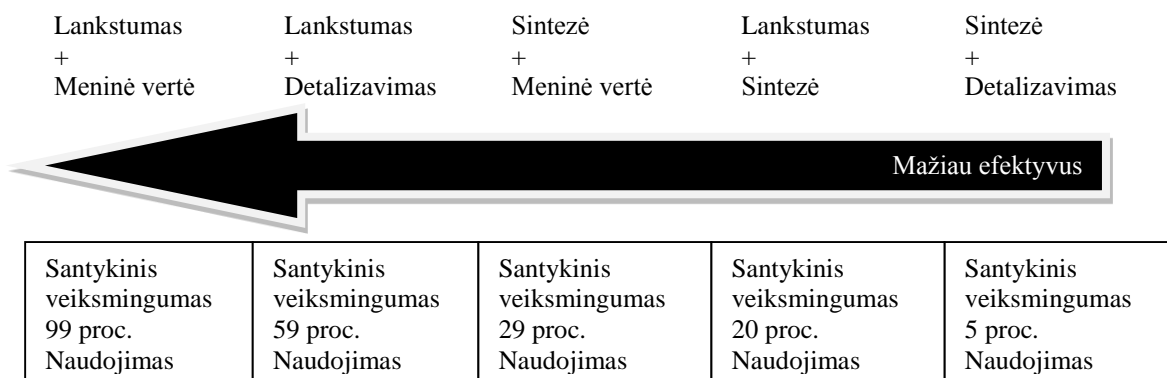 Lankstumas
+
Meninė vertė
Lankstumas
+
Detalizavimas
Sintezė
+
Meninė vertė
Lankstumas
+
Sintezė
Sintezė
+
Detalizavimas
Mažiau efektyvus
Santykinis
veiksmingumas
99 proc.
Naudojimas
Santykinis
veiksmingumas
59 proc.
Naudojimas
Santykinis
veiksmingumas
29 proc.
Naudojimas
Santykinis
veiksmingumas
20 proc.
Naudojimas
Santykinis
veiksmingumas
5 proc.
Naudojimas